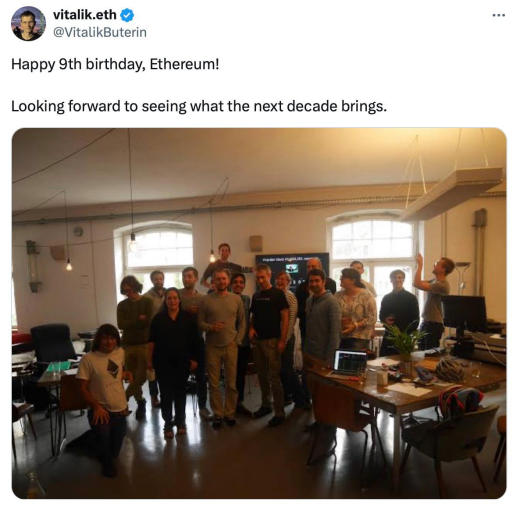 vitalik.eth
@VitalikButerin
Happy 9th birthday, Ethereum!
Looking forward to seeing what the next decade brings.